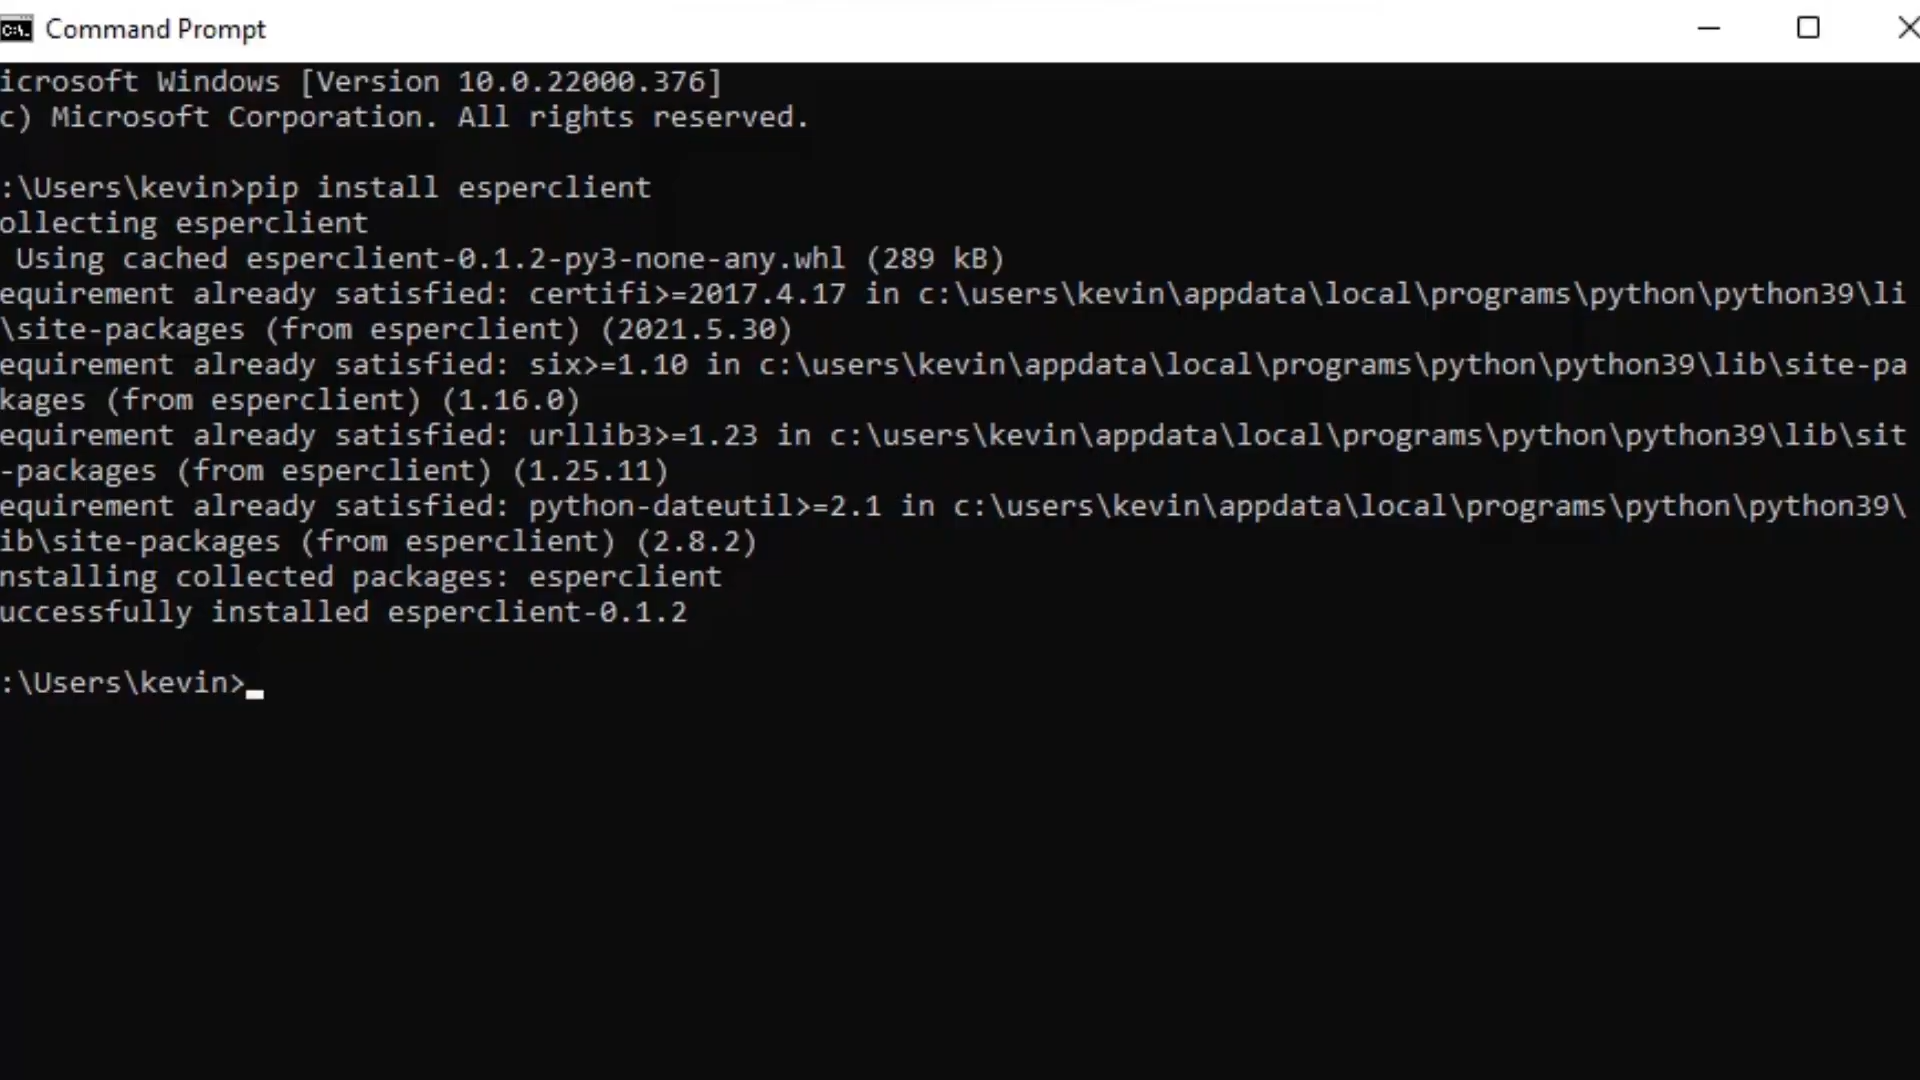 Command Prompt
icrosoft Windows [Version 10.0.22000.376]
c) Microsoft Corporation. All rights reserved.
:\Users\kevin>pip install esperclient
ollecting esperclient
Using cached esperclient-0.1.2-py3-none-any.whl (289 kB)
equirement already satisfied: certifi>=2017.4.17 in c:\users\kevin\appdata\local\programs\python\python39\li
\site-packages (from esperclient) (2021.5.30)
equirement already satisfied: six>=1.10 in c:\users\kevin\appdata\local\programs\python\python39\lib\site-pa
kages (from esperclient) (1.16.0)
equirement already satisfied: urllib3>=1.23 in c:\users\kevin\appdata\local\programs\python\python39\lib\sit
-packages (from esperclient) (1.25.11)
equirement already satisfied: python-dateutil>=2.1 in c:\users\kevin\appdata\local\programs\python\python39\
ib\site-packages (from esperclient) (2.8.2)
nstalling collected packages: esperclient
uccessfully installed esperclient-0.1.2
:\Users\kevin>